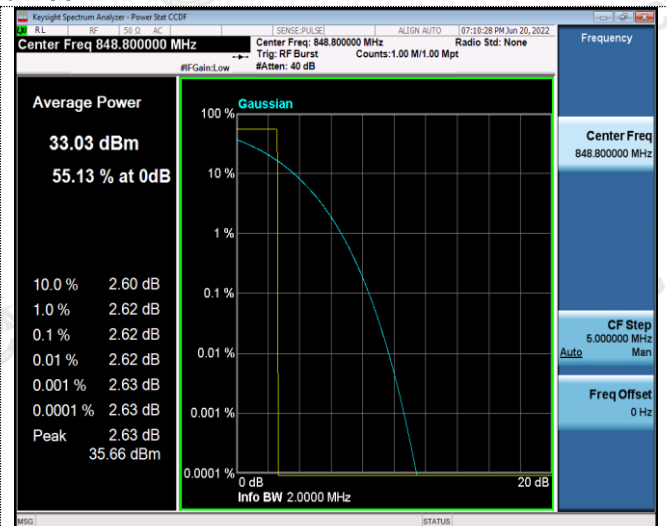 Keysight Spectrum Analyzer - Power Stat CCDF
RL RF 50 Ω AC SENSE:PULSE ALIGN AUTO 07:10:28 PM Jun 20, 2022
Center Freq 848.800000 MHz
Center Freq: 848.800000 MHz Radio Std: None
Trig: RF Burst Counts:1.00 M/1.00 Mpt
#IFGain:Low #Atten: 40 dB
Frequency
Average Power
33.03 dBm
55.13 % at 0dB
10.0 % 2.60 dB
1.0 % 2.62 dB
0.1 % 2.62 dB
0.01 % 2.62 dB
0.001 % 2.63 dB
0.0001 % 2.63 dB
Peak 2.63 dB
35.66 dBm
100 % Gaussian
10 %
1 %
0.1 %
0.01 %
0.001 %
0.0001 %
0 dB 20 dB
Info BW 2.0000 MHz
Center Freq
848.800000 MHz
CF Step
5.000000 MHz
Auto Man
Freq Offset
0 Hz
MSG STATUS